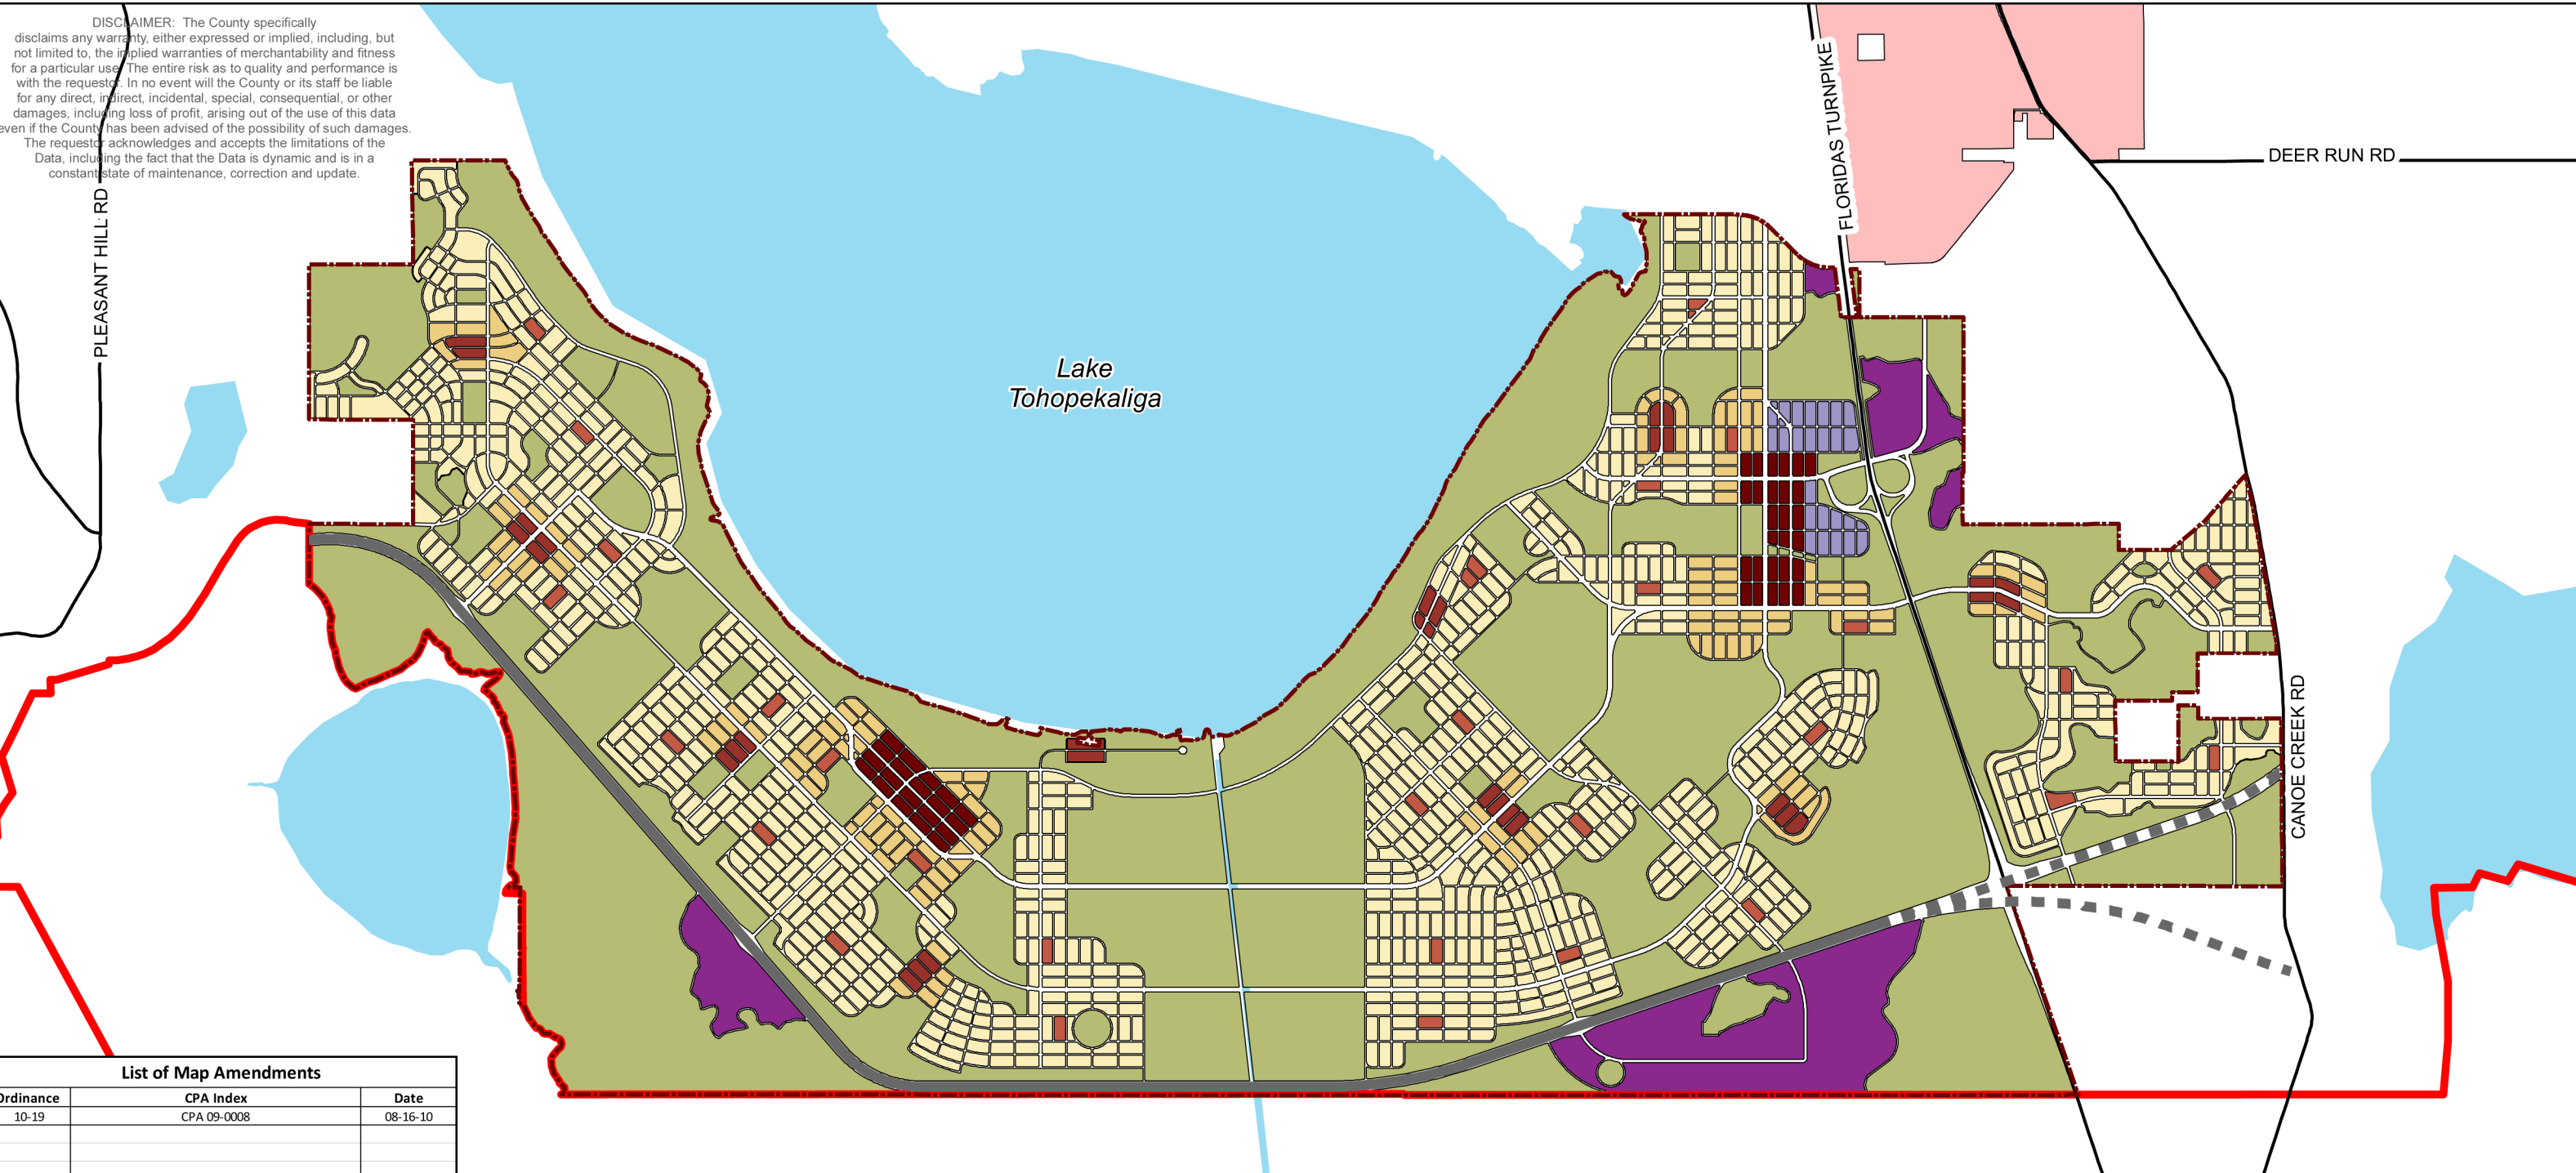 DISCLAIMER: The County specifically
disclaims any warranty, either expressed or implied, including, but
not limited to, the implied warranties of merchantability and fitness
for a particular use. The entire risk as to quality and performance is
with the requestor. In no event will the County or its staff be liable
for any direct, indirect, incidental, special, consequential, or other
damages, including loss of profit, arising out of the use of this data
even if the County has been advised of the possibility of such damages.
The requestor acknowledges and accepts the limitations of the
Data, including the fact that the Data is dynamic and is in a
constant state of maintenance, correction and update.
PLEASANT HILL RD
Lake
Tohopekaliga
FLORIDAS TURNPIKE
DEER RUN RD
CANOE CREEK RD
List of Map Amendments
Ordinance CPA Index Date
10-19 CPA 09-0008 08-16-10